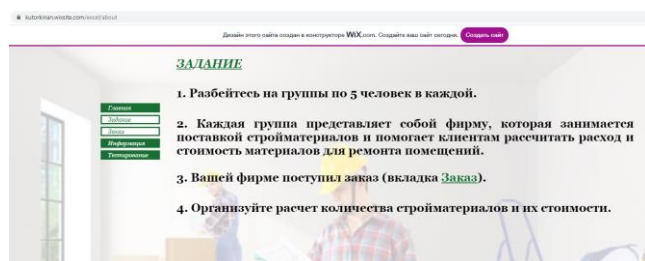 kutorkinan.wixsite.com/excel/about
Дизайн этого сайта создан в конструкторе WiX.com. Создайте ваш сайт сегодня. Создать сайт
ЗАДАНИЕ
1. Разбейтесь на группы по 5 человек в каждой.
Главная
Задание
Заказ
Информация
Тестирование
2. Каждая группа представляет собой фирму, которая занимается
поставкой стройматериалов и помогает клиентам рассчитать расход и
стоимость материалов для ремонта помещений.
3. Вашей фирме поступил заказ (вкладка Заказ).
4. Организуйте расчет количества стройматериалов и их стоимости.